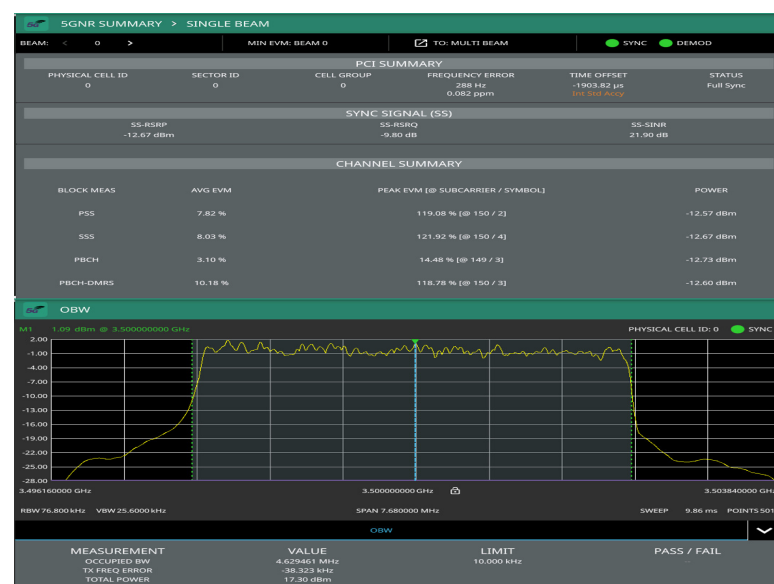 5G 5GNR SUMMARY > SINGLE BEAM
BEAM: < 0 > MIN EVM: BEAM 0 TO: MULTI BEAM SYNC DEMOD
PCI SUMMARY
PHYSICAL CELL ID SECTOR ID CELL GROUP FREQUENCY ERROR TIME OFFSET STATUS
0 0 0 288 Hz -1903.82 µs Full Sync
0.082 ppm Int Std Accy
SYNC SIGNAL (SS)
SS-RSRP SS-RSRQ SS-SINR
-12.67 dBm -9.80 dB 21.90 dB
CHANNEL SUMMARY
BLOCK MEAS AVG EVM PEAK EVM [@ SUBCARRIER / SYMBOL] POWER
PSS 7.82 % 119.08 % [@ 150 / 2] -12.57 dBm
SSS 8.03 % 121.92 % [@ 150 / 4] -12.67 dBm
PBCH 3.10 % 14.48 % [@ 149 / 3] -12.73 dBm
PBCH-DMRS 10.18 % 118.78 % [@ 150 / 3] -12.60 dBm
5G OBW
M1 1.09 dBm @ 3.500000000 GHz PHYSICAL CELL ID: 0 SYNC
2.00
-1.00
-4.00
-7.00
-10.00
-13.00
-16.00
-19.00
-22.00
-25.00
-28.00
3.496160000 GHz 3.500000000 GHz 3.503840000 GHz
RBW 76.800 kHz VBW 25.6000 kHz SPAN 7.680000 MHz SWEEP 9.86 ms POINTS 501
OBW
MEASUREMENT VALUE LIMIT PASS / FAIL
OCCUPIED BW 4.629461 MHz 10.000 kHz --
TX FREQ ERROR -38.323 kHz
TOTAL POWER 17.30 dBm